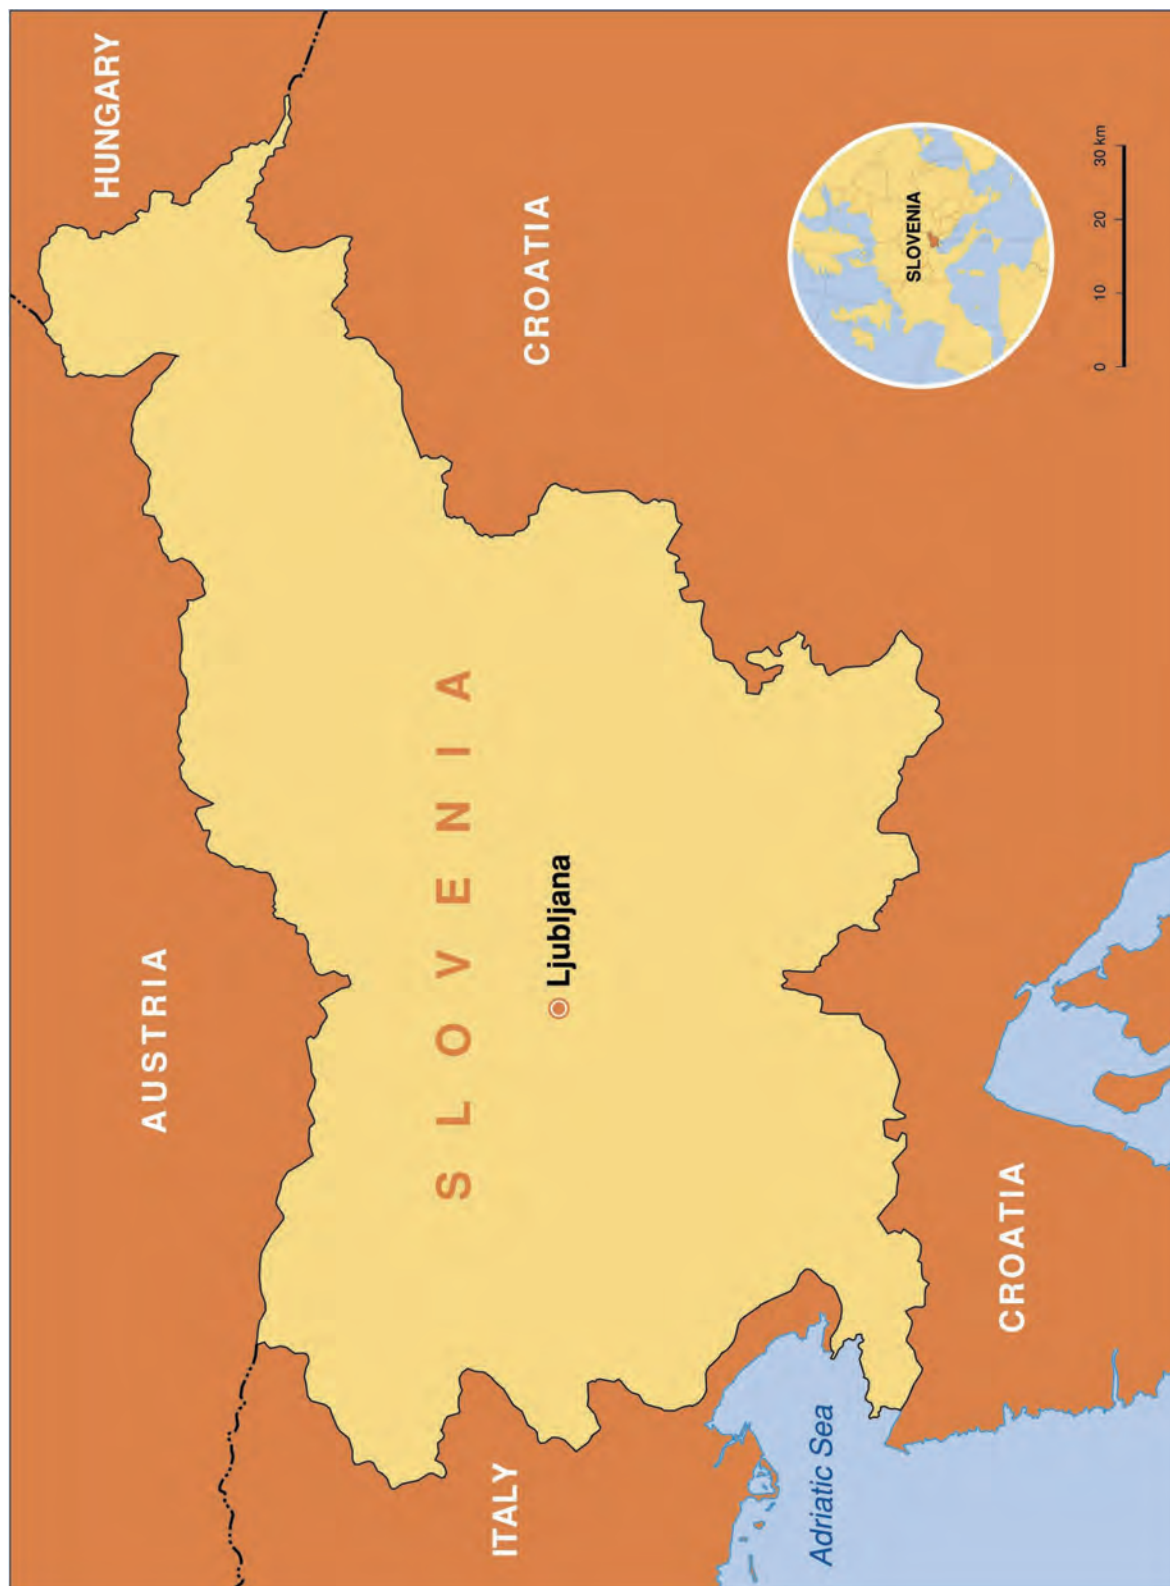 HUNGARY
AUSTRIA
CROATIA
SLOVENIA
Ljubljana
SLOVENIA
ITALY
CROATIA
Adriatic Sea
0 10 20 30 km